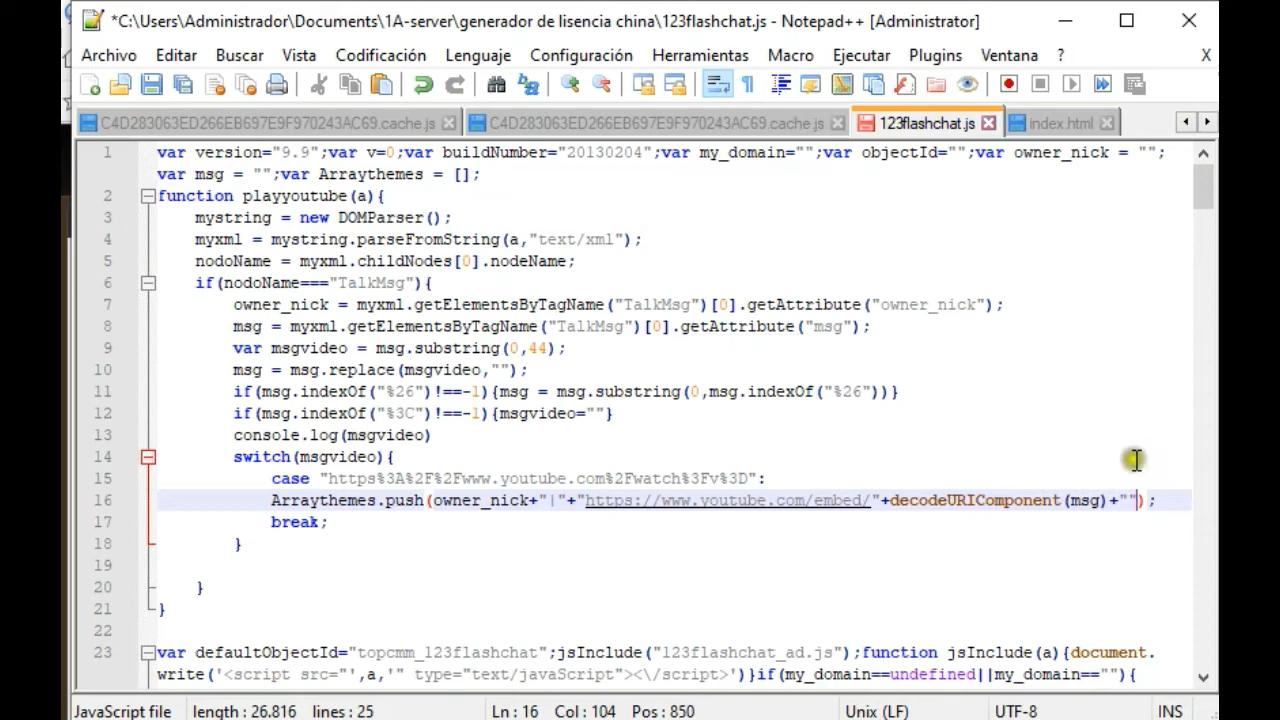 *C:\Users\Administrador\Documents\1A-server\generador de lisencia china\123flashchat.js - Notepad++ [Administrator]
Archivo Editar Buscar Vista Codificación Lenguaje Configuración Herramientas Macro Ejecutar Plugins Ventana ? X
C4D283063ED266EB697E9F970243AC69.cache.js C4D283063ED266EB697E9F970243AC69.cache.js 123flashchat.js index.html
1 var version="9.9";var v=0;var buildNumber="20130204";var my_domain="";var objectId="";var owner_nick = "";
var msg = "";var Arraythemes = [];
2 function playyoutube(a){
3 mystring = new DOMParser();
4 myxml = mystring.parseFromString(a,"text/xml");
5 nodoName = myxml.childNodes[0].nodeName;
6 if(nodoName==="TalkMsg"){
7 owner_nick = myxml.getElementsByTagName("TalkMsg")[0].getAttribute("owner_nick");
8 msg = myxml.getElementsByTagName("TalkMsg")[0].getAttribute("msg");
9 var msgvideo = msg.substring(0,44);
10 msg = msg.replace(msgvideo,"");
11 if(msg.indexOf("%26")!==-1){msg = msg.substring(0,msg.indexOf("%26"))}
12 if(msg.indexOf("%3C")!==-1){msgvideo=""}
13 console.log(msgvideo)
14 switch(msgvideo){
15 case "https%3A%2F%2Fwww.youtube.com%2Fwatch%3Fv%3D":
16 Arraythemes.push(owner_nick+"|"+"https://www.youtube.com/embed/"+decodeURIComponent(msg)+"");
17 break;
18 }
19
20 }
21 }
22
23 var defaultObjectId="topcmm_123flashchat";jsInclude("123flashchat_ad.js");function jsInclude(a){document.
write('<script src="',a,'" type="text/javaScript"><\/script>')}if(my_domain==undefined||my_domain==""){
JavaScript file length : 26.816 lines : 25 Ln : 16 Col : 104 Pos : 850 Unix (LF) UTF-8 INS